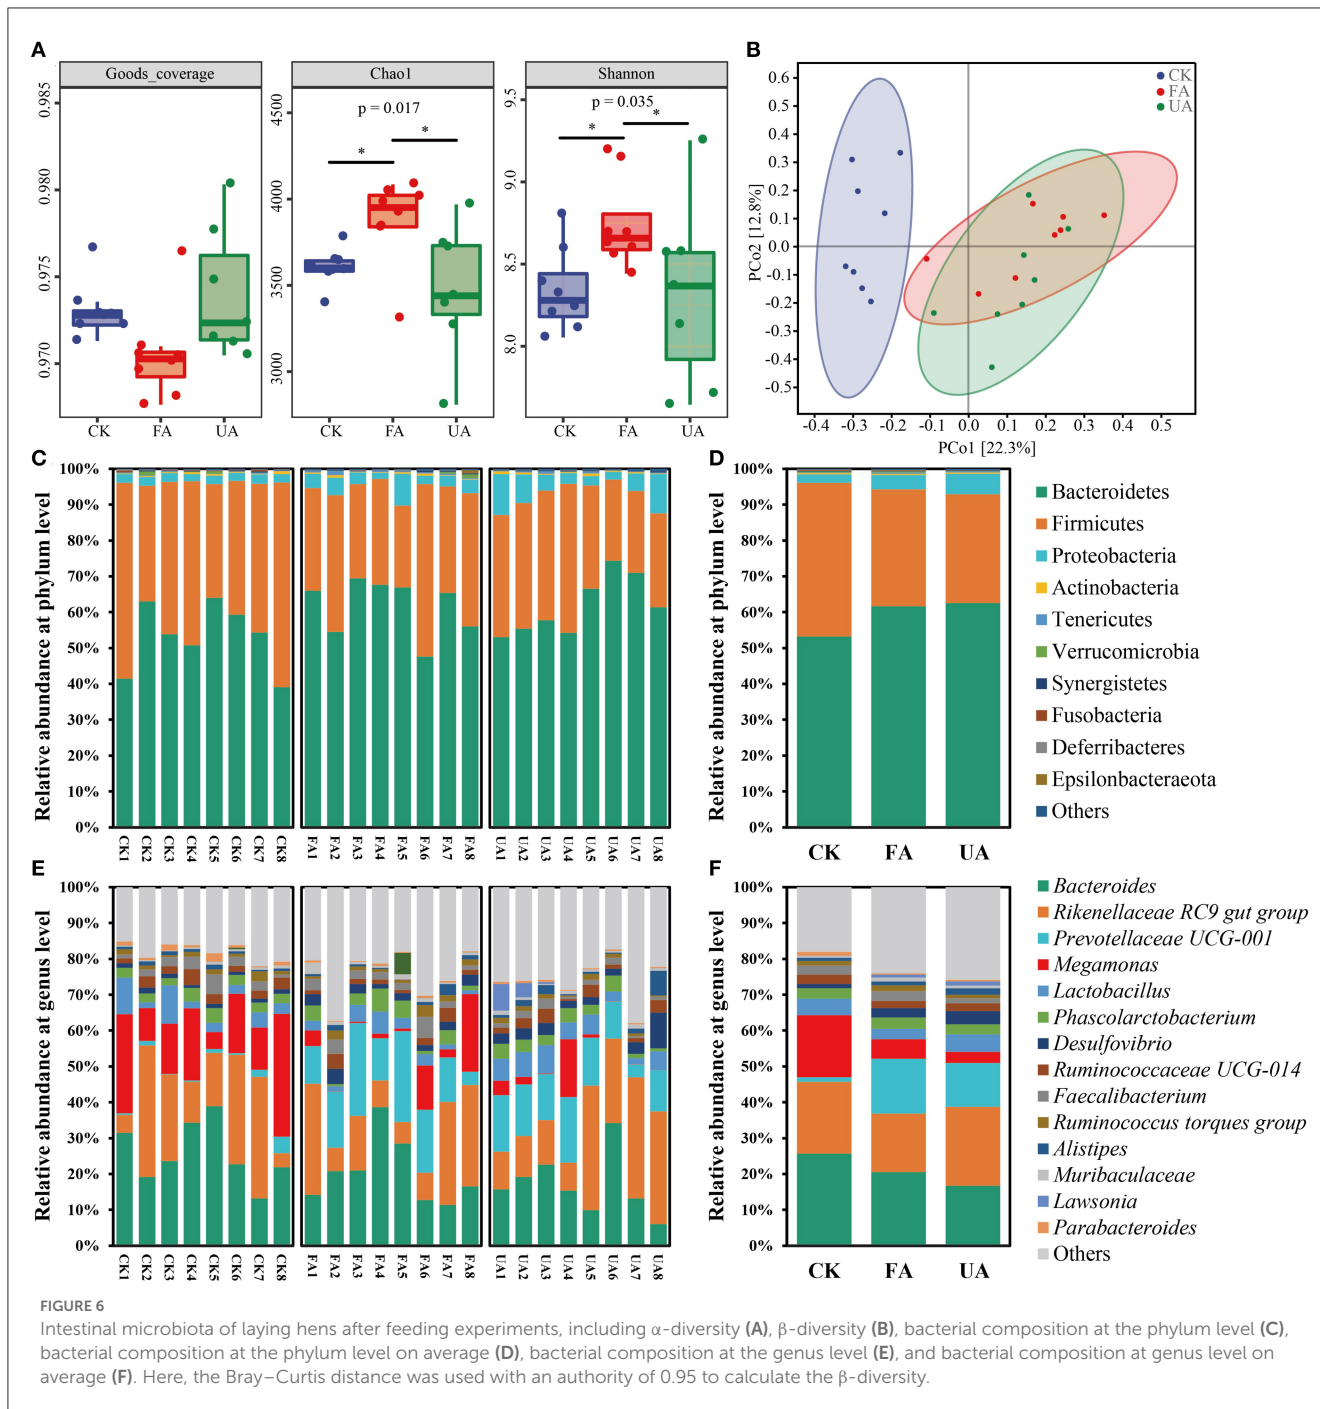 A
Goods_coverage
Chao1
Shannon
0.985
0.980
0.975
0.970
CK
FA
UA
p = 0.017
*
*
4500
4000
3500
3000
CK
FA
UA
p = 0.035
*
*
9.5
9.0
8.5
8.0
CK
FA
UA
B
CK
FA
UA
PCo2 [12.8%]
0.6
0.5
0.4
0.3
0.2
0.1
0.0
-0.1
-0.2
-0.3
-0.4
-0.5
-0.4 -0.3 -0.2 -0.1 0.0 0.1 0.2 0.3 0.4 0.5
PCo1 [22.3%]
C
Relative abundance at phylum level
100%
90%
80%
70%
60%
50%
40%
30%
20%
10%
0%
CK1 CK2 CK3 CK4 CK5 CK6 CK7 CK8
FA1 FA2 FA3 FA4 FA5 FA6 FA7 FA8
UA1 UA2 UA3 UA4 UA5 UA6 UA7 UA8
D
Relative abundance at phylum level
100%
90%
80%
70%
60%
50%
40%
30%
20%
10%
0%
CK FA UA
Bacteroidetes
Firmicutes
Proteobacteria
Actinobacteria
Tenericutes
Verrucomicrobia
Synergistetes
Fusobacteria
Deferribacteres
Epsilonbacteraeota
Others
E
Relative abundance at genus level
100%
90%
80%
70%
60%
50%
40%
30%
20%
10%
0%
CK1 CK2 CK3 CK4 CK5 CK6 CK7 CK8
FA1 FA2 FA3 FA4 FA5 FA6 FA7 FA8
UA1 UA2 UA3 UA4 UA5 UA6 UA7 UA8
F
Relative abundance at genus level
100%
90%
80%
70%
60%
50%
40%
30%
20%
10%
0%
CK FA UA
Bacteroides
Rikenellaceae RC9 gut group
Prevotellaceae UCG-001
Megamonas
Lactobacillus
Phascolarctobacterium
Desulfovibrio
Ruminococcaceae UCG-014
Faecalibacterium
Ruminococcus torques group
Alistipes
Muribaculaceae
Lawsonia
Parabacteroides
Others
FIGURE 6
Intestinal microbiota of laying hens after feeding experiments, including α-diversity (A), β-diversity (B), bacterial composition at the phylum level (C),
bacterial composition at the phylum level on average (D), bacterial composition at the genus level (E), and bacterial composition at genus level on
average (F). Here, the Bray–Curtis distance was used with an authority of 0.95 to calculate the β-diversity.